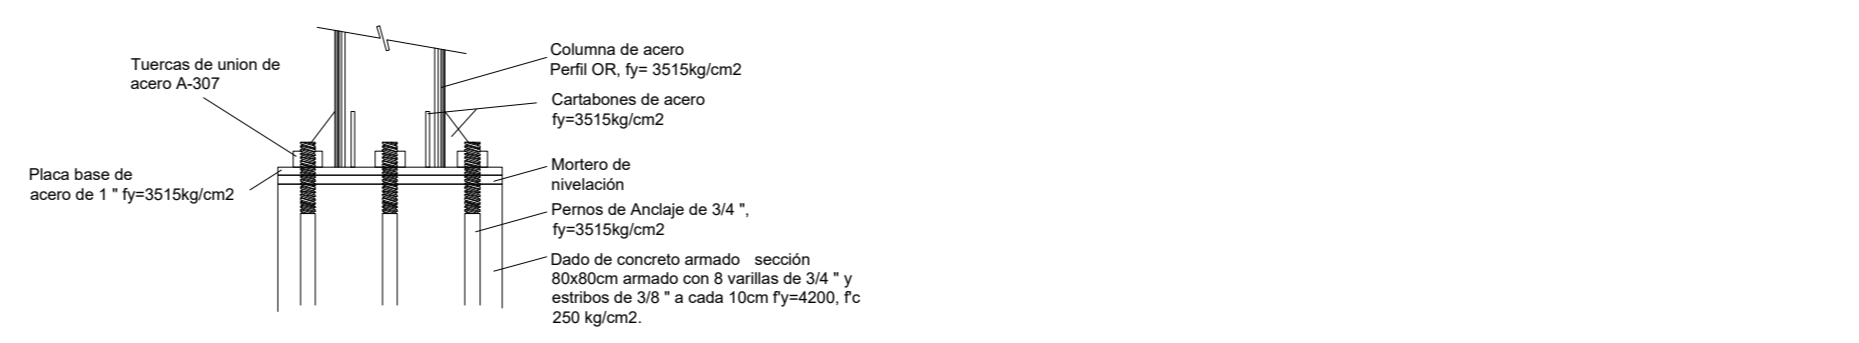 Tuercas de union de
acero A-307
Placa base de
acero de 1 " fy=3515kg/cm2
Columna de acero
Perfil OR, fy= 3515kg/cm2
Cartabones de acero
fy=3515kg/cm2
Mortero de
nivelación
Pernos de Anclaje de 3/4 ",
fy=3515kg/cm2
Dado de concreto armado sección
80x80cm armado con 8 varillas de 3/4 " y
estribos de 3/8 " a cada 10cm f'y=4200, f'c
250 kg/cm2.